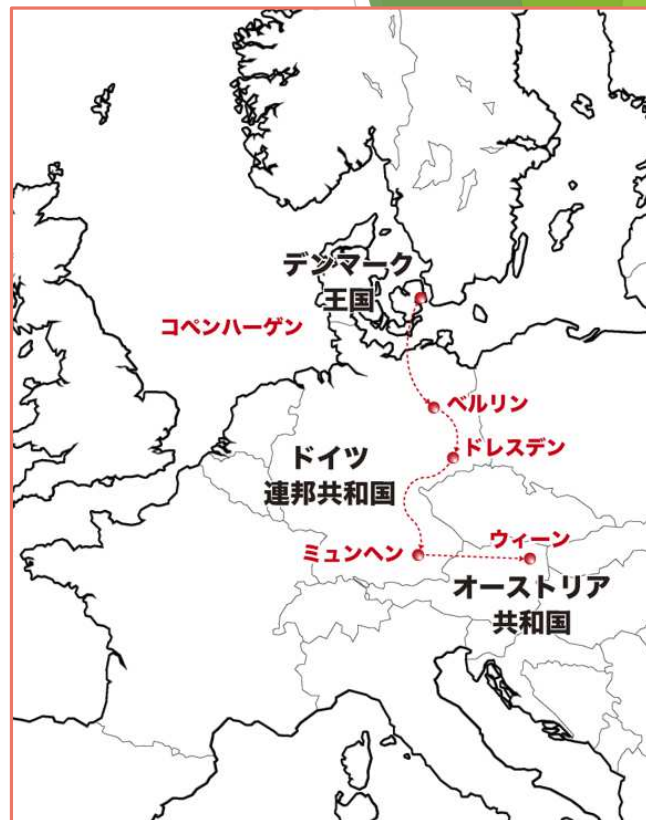 デンマーク
王国
コペンハーゲン
ベルリン
ドレスデン
ドイツ
連邦共和国
ミュンヘン
ウィーン
オーストリア
共和国